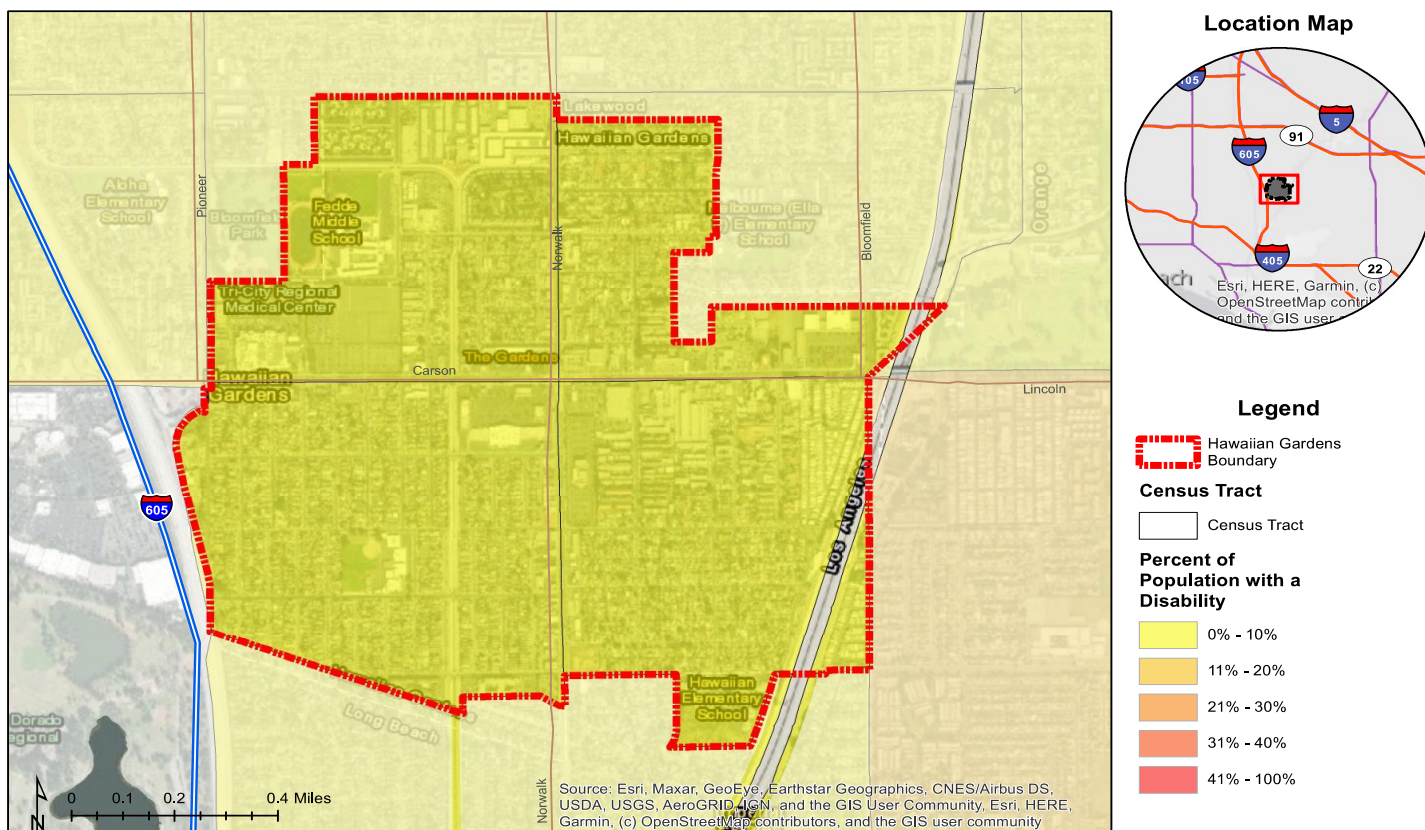 Lakewood
Hawaiian Gardens
Aloha
Elementary
School
Pioneer
Bloomfield
Park
Fedde
Middle
School
Norwalk
Elementary
School
Bloomfield
Orange
Tri-City Regional
Medical Center
The Gardens
Carson
Lincoln
Hawaiian
Gardens
605
Los Angeles
Hawaiian
Elementary
School
Long Beach
Dorado
egional
Norwalk
N
0 0.1 0.2 0.4 Miles
Source: Esri, Maxar, GeoEye, Earthstar Geographics, CNES/Airbus DS,
USDA, USGS, AeroGRID, IGN, and the GIS User Community, Esri, HERE,
Garmin, (c) OpenStreetMap contributors, and the GIS user community
Location Map
105
5
91
605
405
22
ach
Esri, HERE, Garmin, (c)
OpenStreetMap contrib
and the GIS user
Legend
Hawaiian Gardens
Boundary
Census Tract
Census Tract
Percent of
Population with a
Disability
0% - 10%
11% - 20%
21% - 30%
31% - 40%
41% - 100%